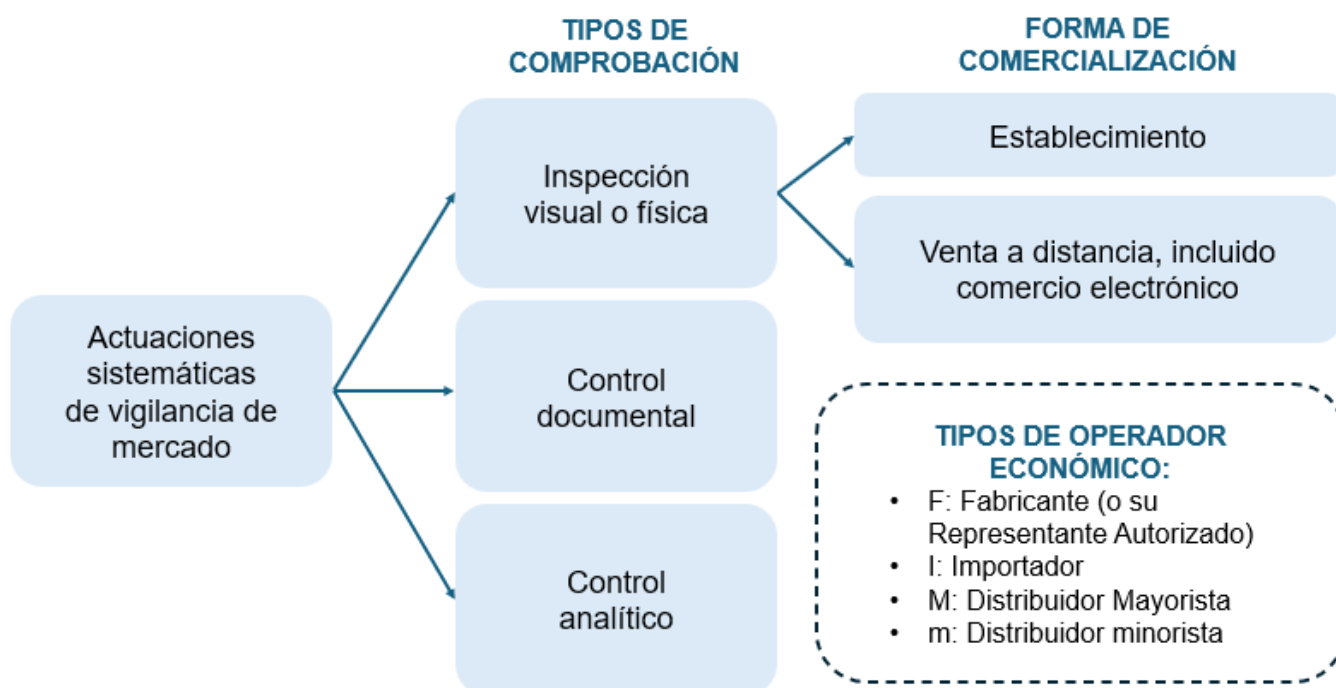 TIPOS DE
COMPROBACIÓN
FORMA DE
COMERCIALIZACIÓN
Actuaciones
sistemáticas
de vigilancia de
mercado
Inspección
visual o física
Control
documental
Control
analítico
Establecimiento
Venta a distancia, incluido
comercio electrónico
TIPOS DE OPERADOR
ECONÓMICO:
• F: Fabricante (o su
Representante Autorizado)
• I: Importador
• M: Distribuidor Mayorista
• m: Distribuidor minorista